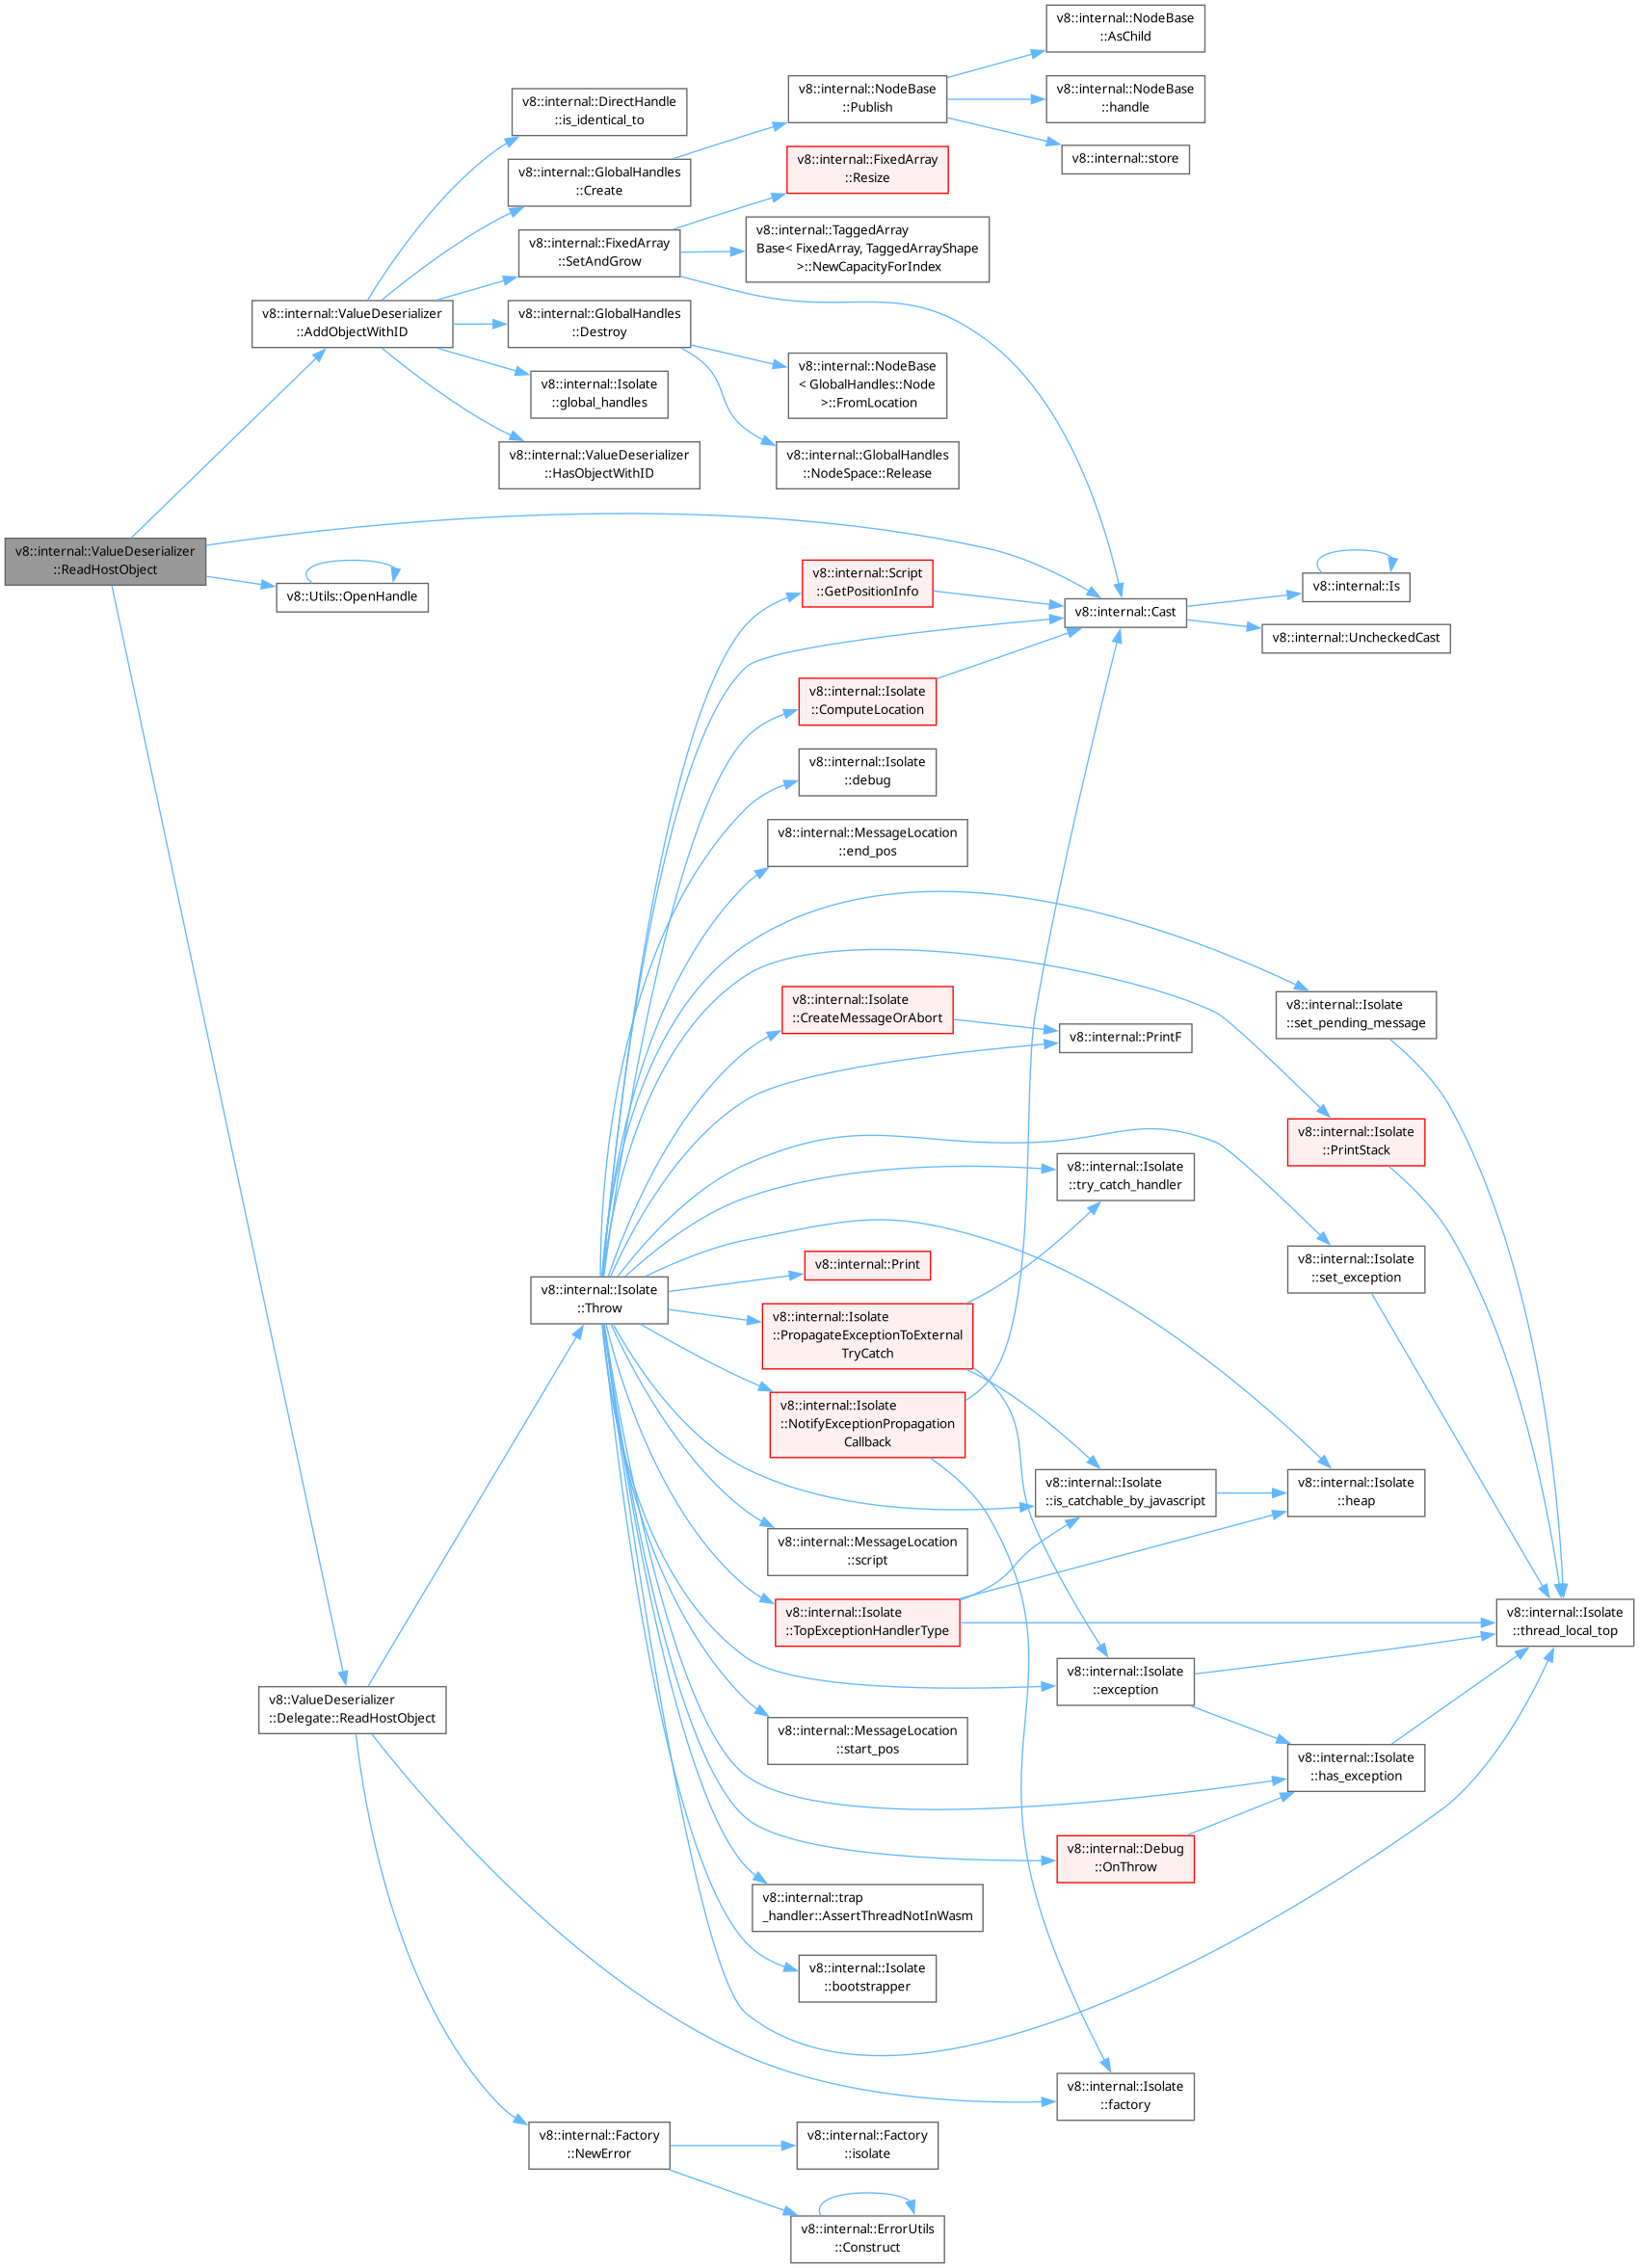 v8::internal::NodeBase
::AsChild
v8::internal::NodeBase
::Publish
v8::internal::NodeBase
::handle
v8::internal::DirectHandle
::is_identical_to
v8::internal::store
v8::internal::GlobalHandles
::Create
v8::internal::FixedArray
::Resize
v8::internal::FixedArray
::SetAndGrow
v8::internal::TaggedArray
Base< FixedArray, TaggedArrayShape
>::NewCapacityForIndex
v8::internal::ValueDeserializer
::AddObjectWithID
v8::internal::GlobalHandles
::Destroy
v8::internal::NodeBase
< GlobalHandles::Node
>::FromLocation
v8::internal::Isolate
::global_handles
v8::internal::ValueDeserializer
::HasObjectWithID
v8::internal::GlobalHandles
::NodeSpace::Release
v8::internal::ValueDeserializer
::ReadHostObject
v8::Utils::OpenHandle
v8::internal::Script
::GetPositionInfo
v8::internal::Cast
v8::internal::Is
v8::internal::UncheckedCast
v8::internal::Isolate
::ComputeLocation
v8::internal::Isolate
::debug
v8::internal::MessageLocation
::end_pos
v8::internal::Isolate
::set_pending_message
v8::internal::Isolate
::CreateMessageOrAbort
v8::internal::PrintF
v8::internal::Isolate
::PrintStack
v8::internal::Isolate
::try_catch_handler
v8::internal::Print
v8::internal::Isolate
::set_exception
v8::internal::Isolate
::Throw
v8::internal::Isolate
::PropagateExceptionToExternal
TryCatch
v8::internal::Isolate
::NotifyExceptionPropagation
Callback
v8::internal::Isolate
::is_catchable_by_javascript
v8::internal::Isolate
::heap
v8::internal::MessageLocation
::script
v8::internal::Isolate
::TopExceptionHandlerType
v8::internal::Isolate
::thread_local_top
v8::internal::Isolate
::exception
v8::ValueDeserializer
::Delegate::ReadHostObject
v8::internal::MessageLocation
::start_pos
v8::internal::Isolate
::has_exception
v8::internal::Debug
::OnThrow
v8::internal::trap
_handler::AssertThreadNotInWasm
v8::internal::Isolate
::bootstrapper
v8::internal::Isolate
::factory
v8::internal::Factory
::NewError
v8::internal::Factory
::isolate
v8::internal::ErrorUtils
::Construct